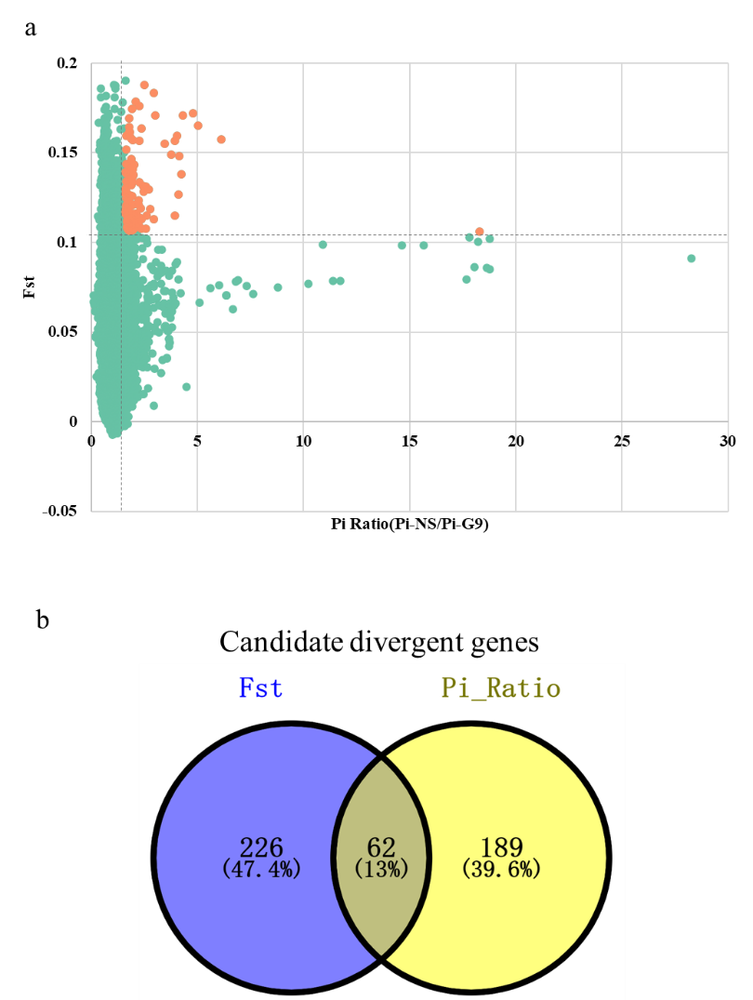 a
0.2
0.15
0.1
0.05
0
-0.05
Fst
0 5 10 15 20 25 30
Pi Ratio(Pi-NS/Pi-G9)
b
Candidate divergent genes
Fst Pi_Ratio
226 62 189
(47.4%) (13%) (39.6%)